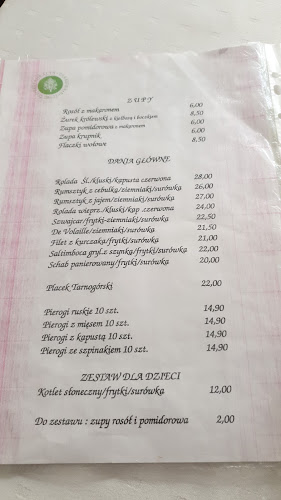 ZUPY
Rosół z makaronem 6,00
Żurek królewski z kiełbasą i boczkiem 8,50
Zupa pomidorowa z makaronem 6,00
Zupa krupnik 6,00
Flaczki wołowe 8,50
DANIA GŁÓWNE
Rolada Śl./kluski/kapusta czerwona 28,00
Rumsztyk z cebulką/ziemniaki/surówka 26,00
Rumsztyk z jajem/ziemniaki/surówka 27,00
Rolada wieprz./kluski/kap czerwona 24,00
Szwajcar/frytki-ziemniaki/surówka 22,50
De Volaille/ziemniaki/surówka 21,50
Filet z kurczaka/frytki/surówka 21,00
Saltimboca gryl.z szynką/frytki/surówka 22,00
Schab panierowany/frytki/surówka 20,00
Placek Tarnogórski 22,00
Pierogi ruskie 10 szt. 14,90
Pierogi z mięsem 10 szt. 14,90
Pierogi z kapustą 10 szt. 14,90
Pierogi ze szpinakiem 10 szt. 14,90
ZESTAW DLA DZIECI
Kotlet słoneczny/frytki/surówka 12,00
Do zestawu : zupy rosół i pomidorowa 2,00